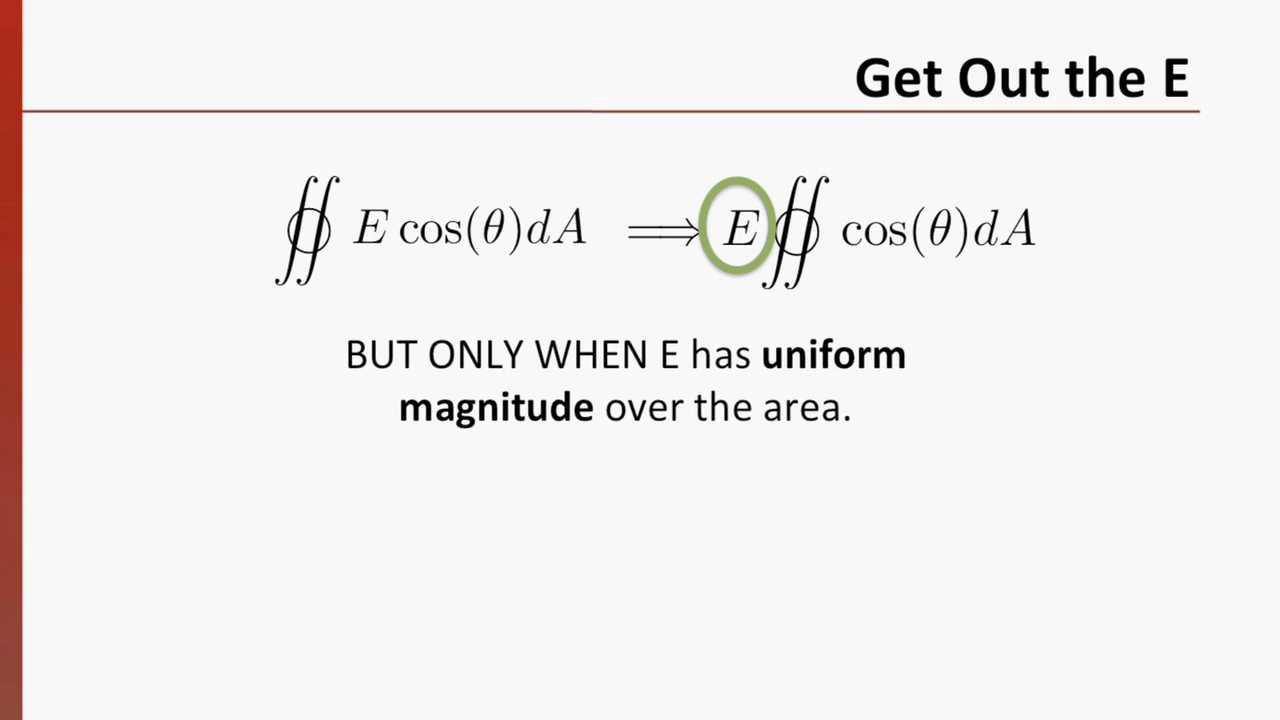 Get Out the E
∯ E cos(θ)dA ⟹ E ∯ cos(θ)dA
BUT ONLY WHEN E has uniform
magnitude over the area.